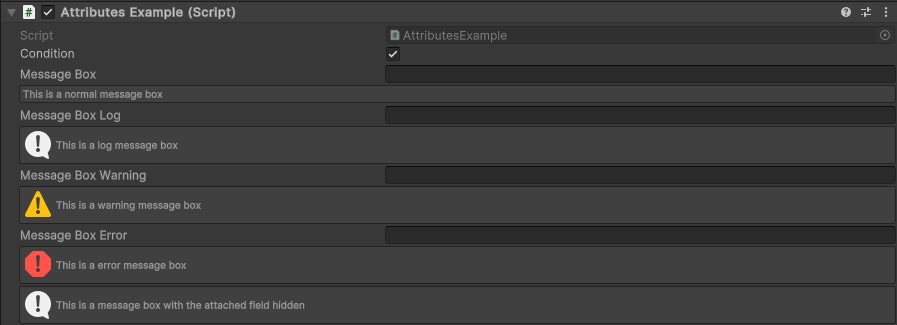 Attributes Example (Script)
Script AttributesExample
Condition
Message Box
This is a normal message box
Message Box Log
This is a log message box
Message Box Warning
This is a warning message box
Message Box Error
This is a error message box
This is a message box with the attached field hidden